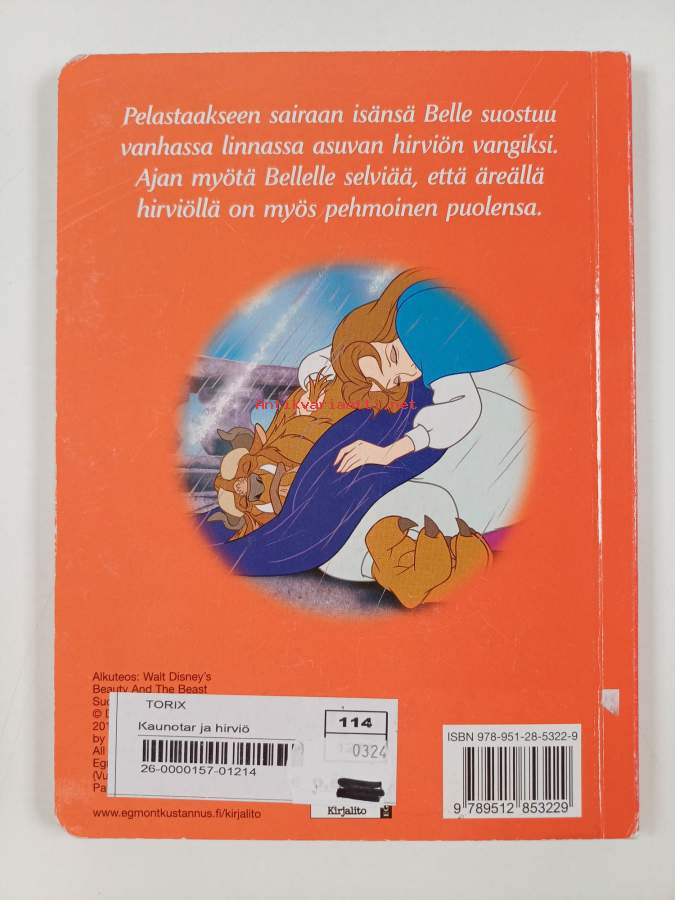 Pelastaakseen sairaan isänsä Belle suostuu
vanhassa linnassa asuvan hirviön vangiksi.
Ajan myötä Bellelle selviää, että äreällä
hirviöllä on myös pehmoinen puolensa.
Antikvariaatti.net
Alkuteos: Walt Disney's
Beauty And The Beast
TORIX
Kaunotar ja hirviö
114
0324
26-0000157-01214
Kirjalito
www.egmontkustannus.fi/kirjalito
ISBN 978-951-28-5322-9
9 789512 853229